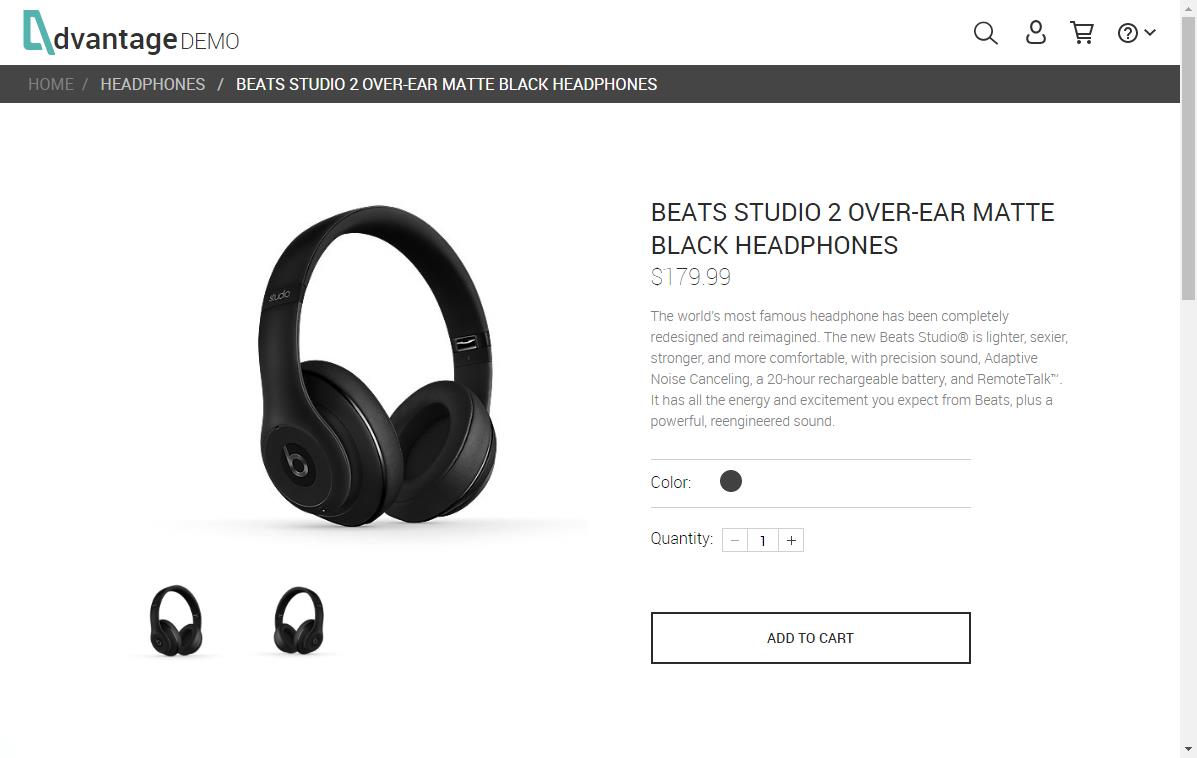 dvantage DEMO
HOME / HEADPHONES / BEATS STUDIO 2 OVER-EAR MATTE BLACK HEADPHONES
studio
BEATS STUDIO 2 OVER-EAR MATTE
BLACK HEADPHONES
$179.99
The world's most famous headphone has been completely
redesigned and reimagined. The new Beats Studio® is lighter, sexier,
stronger, and more comfortable, with precision sound, Adaptive
Noise Canceling, a 20-hour rechargeable battery, and RemoteTalk™.
It has all the energy and excitement you expect from Beats, plus a
powerful, reengineered sound.
Color:
Quantity: − 1 +
ADD TO CART